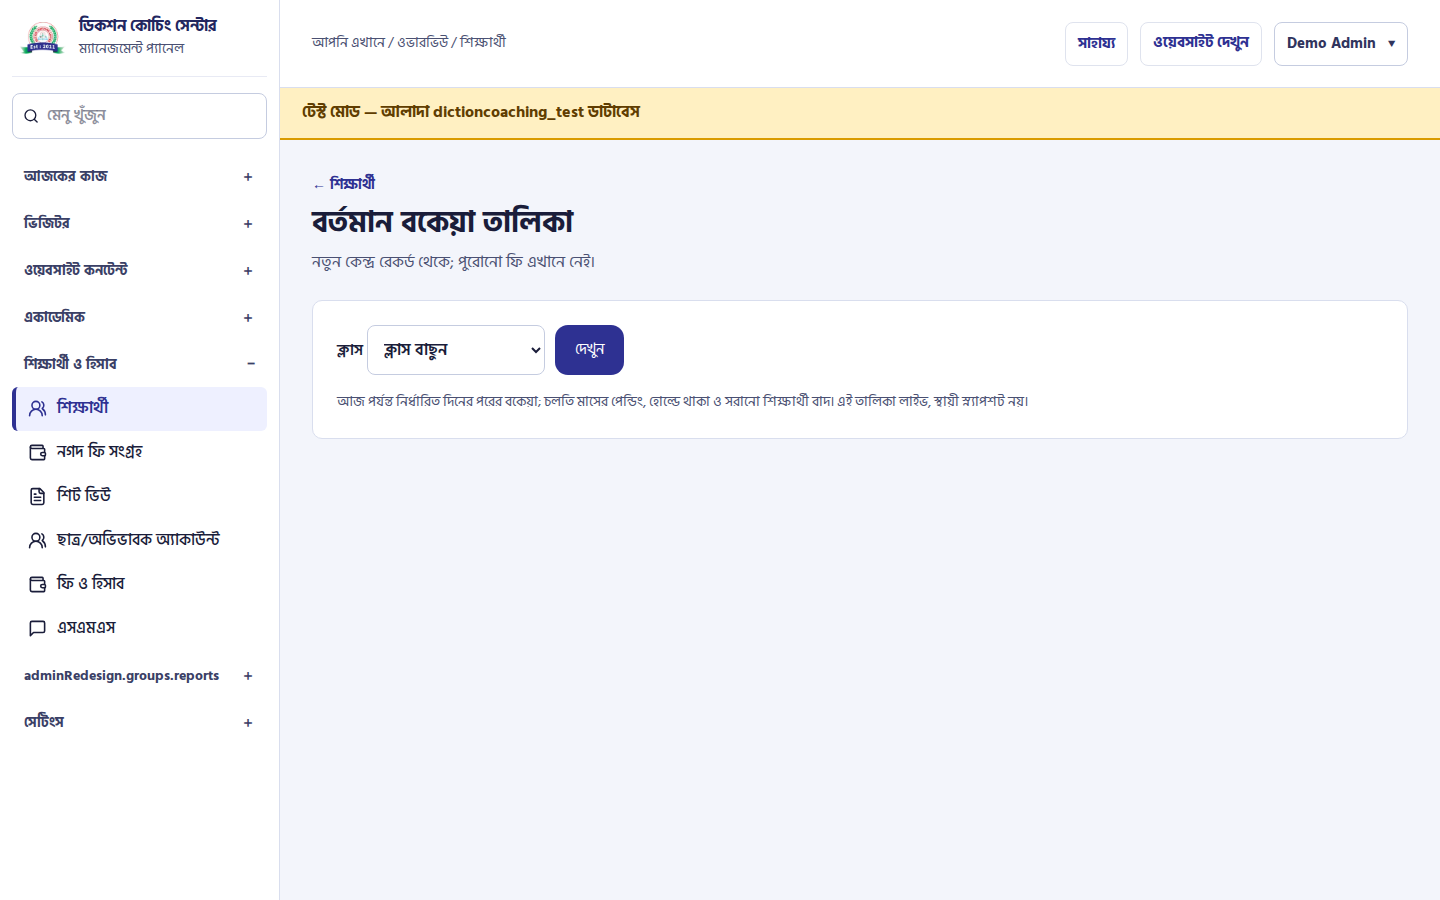 ডিকশন কোচিং সেন্টার
ম্যানেজমেন্ট প্যানেল
Est : 2011
মেনু খুঁজুন
আজকের কাজ +
ভিজিটর +
ওয়েবসাইট কনটেন্ট +
একাডেমিক +
শিক্ষার্থী ও হিসাব −
শিক্ষার্থী
নগদ ফি সংগ্রহ
শিট ভিউ
ছাত্র/অভিভাবক অ্যাকাউন্ট
ফি ও হিসাব
এসএমএস
adminRedesign.groups.reports +
সেটিংস +
আপনি এখানে / ওভারভিউ / শিক্ষার্থী
সাহায্য
ওয়েবসাইট দেখুন
Demo Admin ▾
টেস্ট মোড — আলাদা dictioncoaching_test ডাটাবেস
← শিক্ষার্থী
বর্তমান বকেয়া তালিকা
নতুন কেন্দ্র রেকর্ড থেকে; পুরোনো ফি এখানে নেই।
ক্লাস ক্লাস বাছুন দেখুন
আজ পর্যন্ত নির্ধারিত দিনের পরের বকেয়া; চলতি মাসের পেন্ডিং, হোল্ডে থাকা ও সরানো শিক্ষার্থী বাদ। এই তালিকা লাইভ, স্থায়ী স্ন্যাপশট নয়।